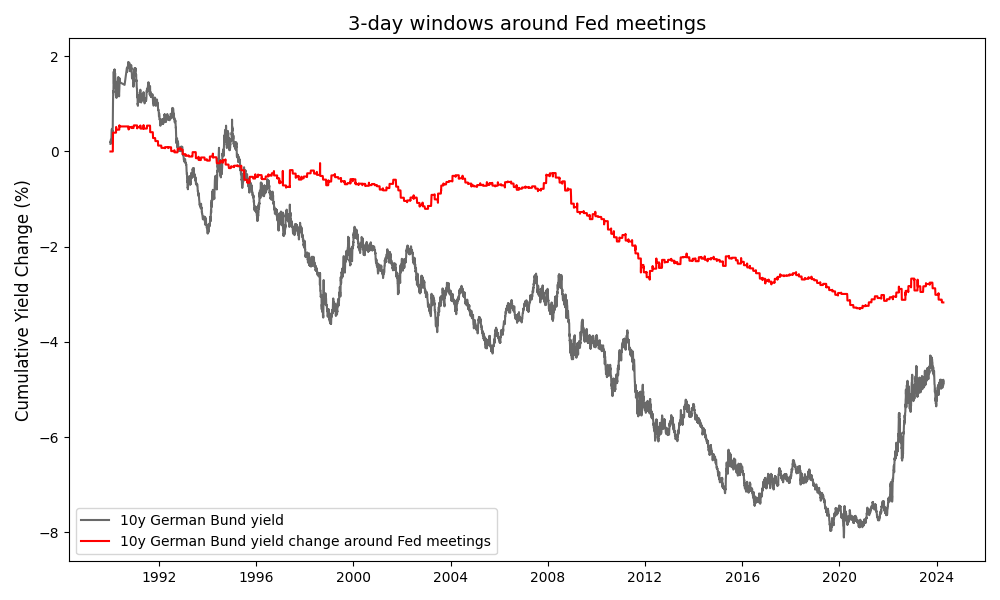 3-day windows around Fed meetings
Cumulative Yield Change (%)
2
0
−2
−4
−6
−8
10y German Bund yield
10y German Bund yield change around Fed meetings
1992 1996 2000 2004 2008 2012 2016 2020 2024